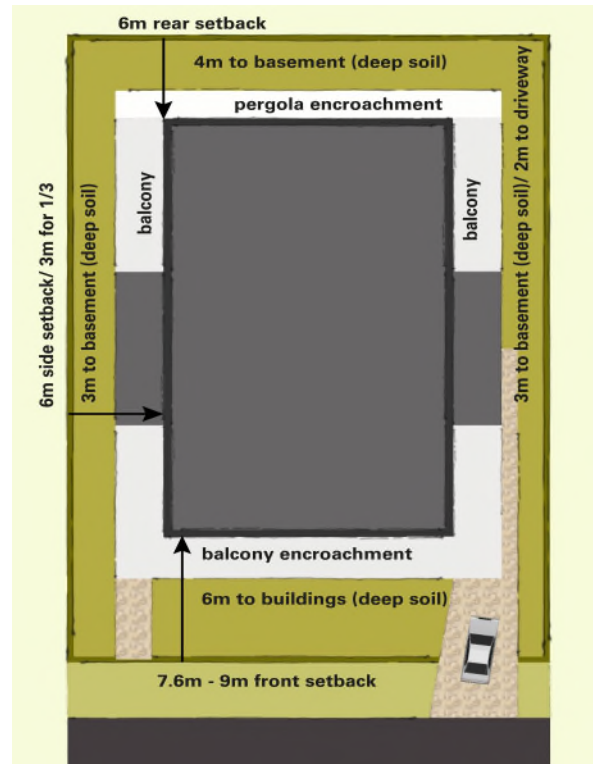 6m rear setback
4m to basement (deep soil)
pergola encroachment
balcony
balcony
6m side setback/ 3m for 1/3
3m to basement (deep soil)
3m to basement (deep soil)/ 2m to driveway
balcony encroachment
6m to buildings (deep soil)
7.6m - 9m front setback